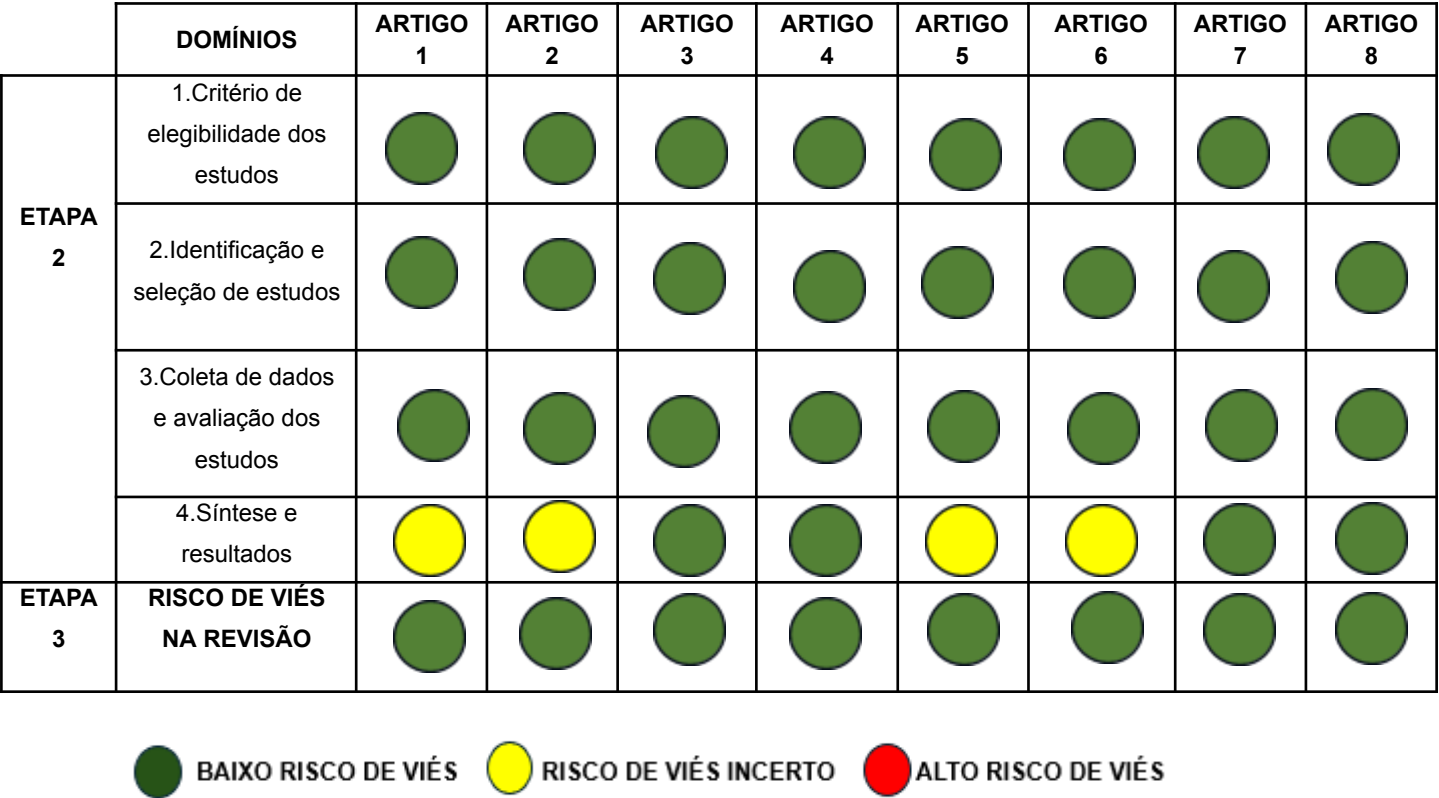 DOMÍNIOS
ARTIGO 1
ARTIGO 2
ARTIGO 3
ARTIGO 4
ARTIGO 5
ARTIGO 6
ARTIGO 7
ARTIGO 8
ETAPA
2
1.Critério de
elegibilidade dos
estudos
2.Identificação e
seleção de estudos
3.Coleta de dados
e avaliação dos
estudos
4.Síntese e
resultados
ETAPA
3
RISCO DE VIÉS
NA REVISÃO
BAIXO RISCO DE VIÉS
RISCO DE VIÉS INCERTO
ALTO RISCO DE VIÉS